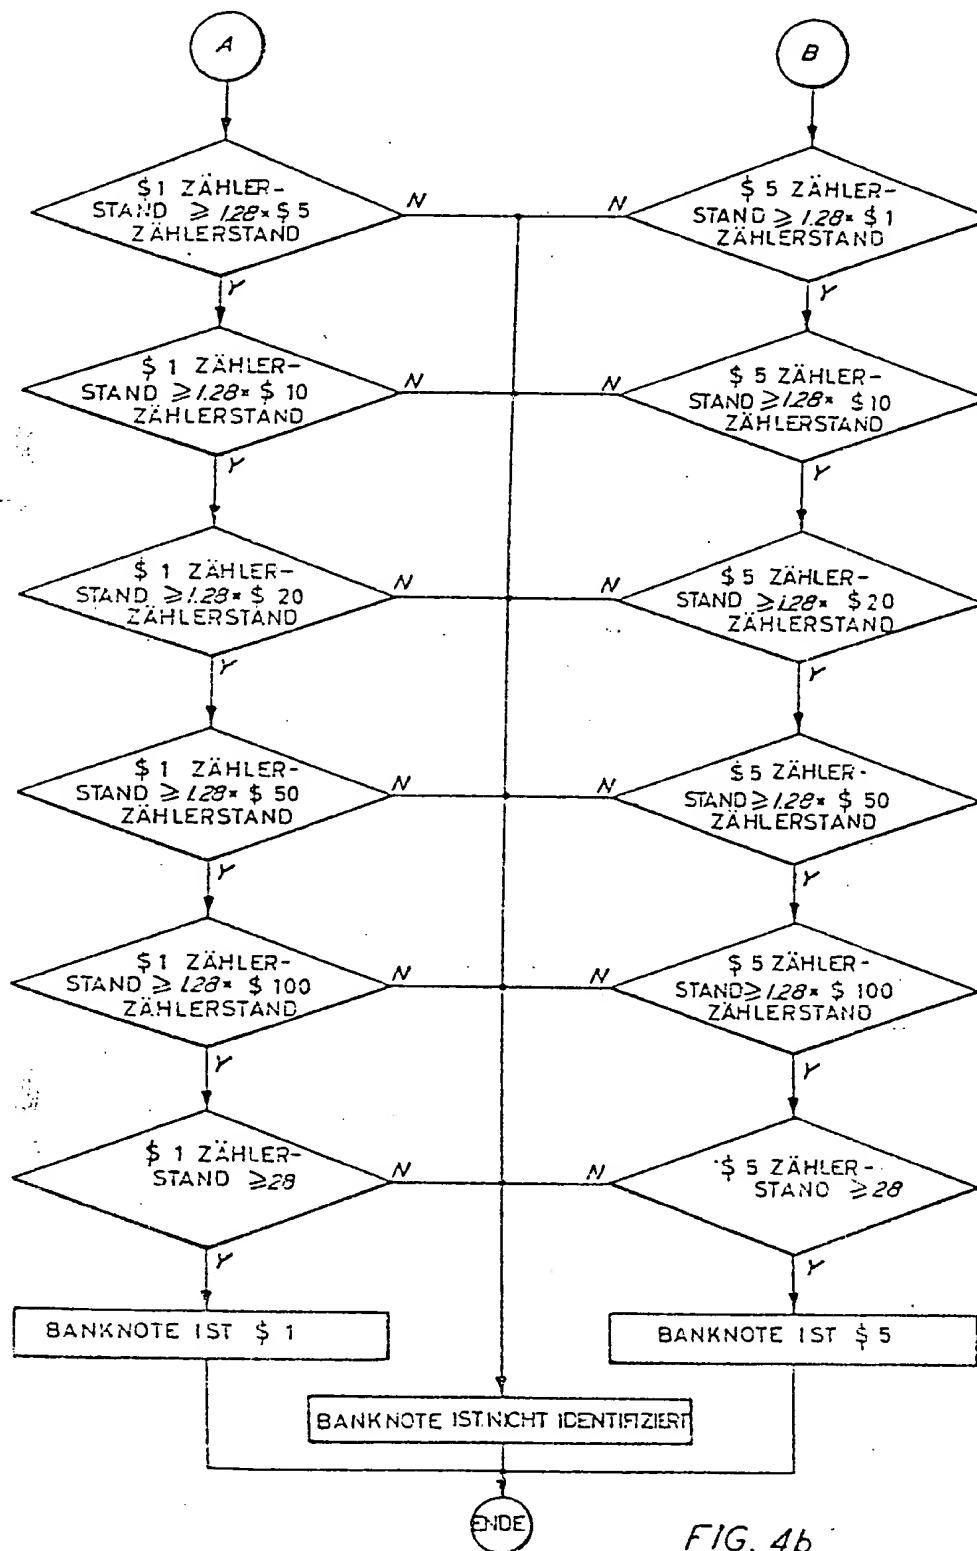 A
$1 ZÄHLER-
STAND ≥ 1.28* $5
ZÄHLERSTAND
N
Y
$ 1 ZÄHLER-
STAND ≥1.28* $ 10
ZÄHLERSTAND
N
Y
$ 1 ZÄHLER-
STAND ≥1.28* $ 20
ZÄHLERSTAND
N
Y
$ 1 ZÄHLER-
STAND ≥ 1.28* $ 50
ZÄHLERSTAND
N
Y
$1 ZÄHLER-
STAND ≥ 1.28* $ 100
ZÄHLERSTAND
N
Y
$ 1 ZÄHLER-
STAND ≥28
N
Y
BANKNOTE IST $ 1
B
$ 5 ZÄHLER-
STAND ≥ 1.28* $1
ZÄHLERSTAND
N
Y
$ 5 ZÄHLER-
STAND ≥1.28* $10
ZÄHLERSTAND
N
Y
$5 ZÄHLER-
STAND ≥1.28* $20
ZÄHLERSTAND
N
Y
$5 ZÄHLER-
STAND≥1.28* $ 50
ZÄHLERSTAND
N
Y
$ 5 ZÄHLER-
STAND≥1.28* $ 100
ZÄHLERSTAND
N
Y
$ 5 ZÄHLER-
STAND ≥28
N
Y
BANKNOTE IST $ 5
BANKNOTE IST NICHT IDENTIFIZIERT
ENDE
FIG. 4b